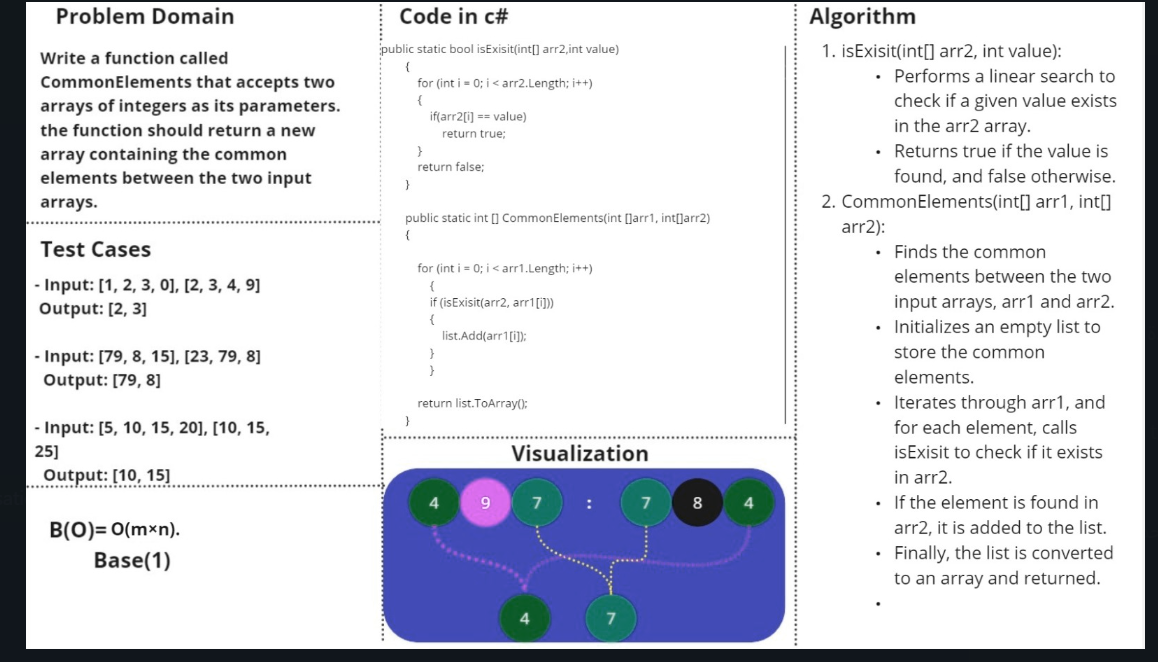 Problem Domain
Write a function called
CommonElements that accepts two
arrays of integers as its parameters.
the function should return a new
array containing the common
elements between the two input
arrays.
Test Cases
- Input: [1, 2, 3, 0], [2, 3, 4, 9]
Output: [2, 3]
- Input: [79, 8, 15], [23, 79, 8]
Output: [79, 8]
- Input: [5, 10, 15, 20], [10, 15,
25]
Output: [10, 15]
B(O)= O(m×n).
Base(1)
Code in c#
public static bool isExisit(int[] arr2,int value)
{
for (int i = 0; i < arr2.Length; i++)
{
if(arr2[i] == value)
return true;
}
return false;
}
public static int [] CommonElements(int []arr1, int[]arr2)
{
for (int i = 0; i < arr1.Length; i++)
{
if (isExisit(arr2, arr1[i]))
{
list.Add(arr1[i]);
}
}
return list.ToArray();
}
Visualization
4 9 7 : 7 8 4
4 7
Algorithm
1. isExisit(int[] arr2, int value):
• Performs a linear search to
check if a given value exists
in the arr2 array.
• Returns true if the value is
found, and false otherwise.
2. CommonElements(int[] arr1, int[]
arr2):
• Finds the common
elements between the two
input arrays, arr1 and arr2.
• Initializes an empty list to
store the common
elements.
• Iterates through arr1, and
for each element, calls
isExisit to check if it exists
in arr2.
• If the element is found in
arr2, it is added to the list.
• Finally, the list is converted
to an array and returned.
•